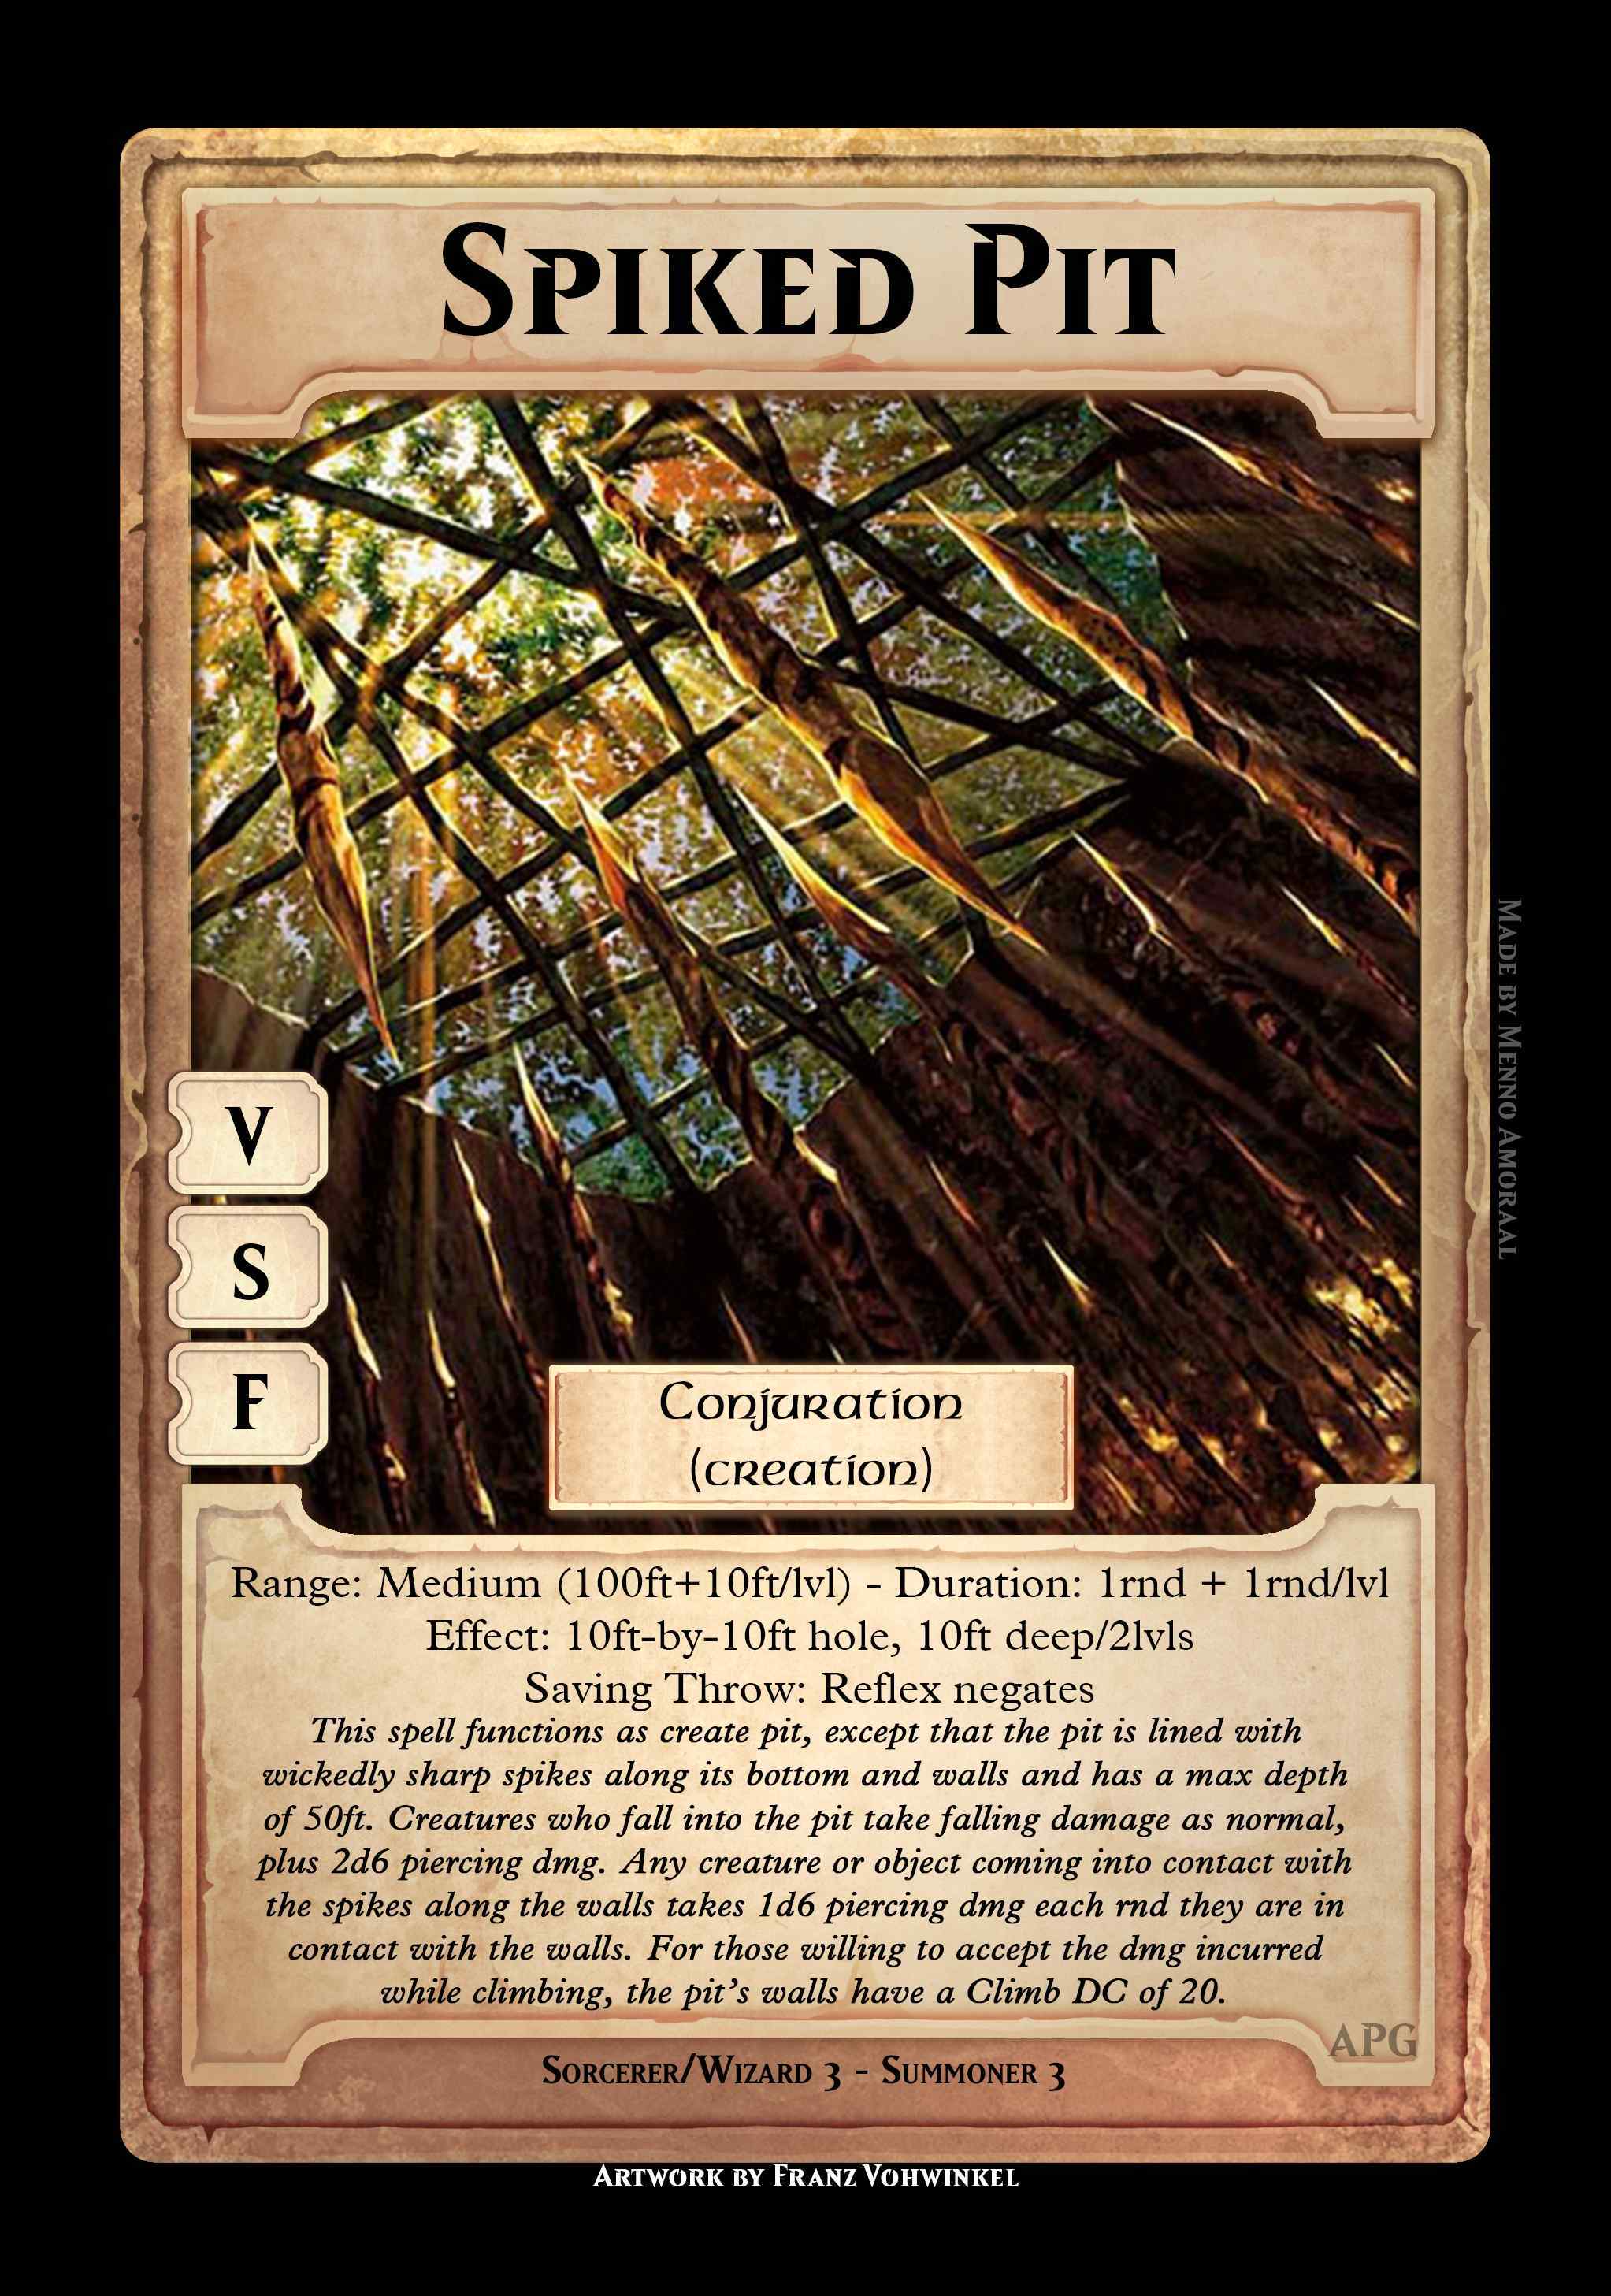 Spiked Pit
V
S
F
Conjuration
(creation)
Range: Medium (100ft+10ft/lvl) - Duration: 1rnd + 1rnd/lvl
Effect: 10ft-by-10ft hole, 10ft deep/2lvls
Saving Throw: Reflex negates
This spell functions as create pit, except that the pit is lined with
wickedly sharp spikes along its bottom and walls and has a max depth
of 50ft. Creatures who fall into the pit take falling damage as normal,
plus 2d6 piercing dmg. Any creature or object coming into contact with
the spikes along the walls takes 1d6 piercing dmg each rnd they are in
contact with the walls. For those willing to accept the dmg incurred
while climbing, the pit's walls have a Climb DC of 20.
APG
Sorcerer/Wizard 3 - Summoner 3
Artwork by Franz Vohwinkel
Made by Menno Amoraal